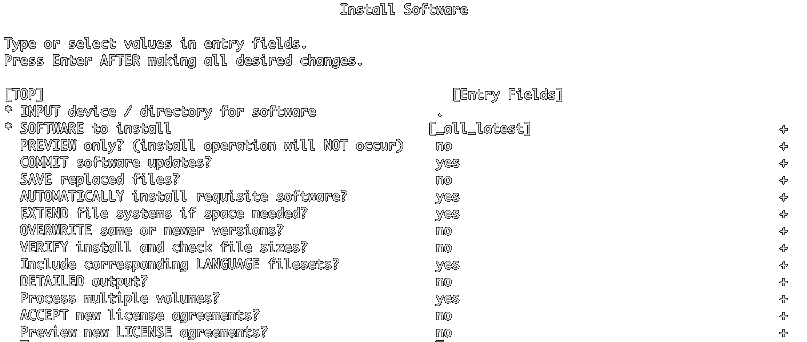 Install Software
Type or select values in entry fields.
Press Enter AFTER making all desired changes.
[TOP] [Entry Fields]
* INPUT device / directory for software .
* SOFTWARE to install [_all_latest] +
PREVIEW only? (install operation will NOT occur) no +
COMMIT software updates? yes +
SAVE replaced files? no +
AUTOMATICALLY install requisite software? yes +
EXTEND file systems if space needed? yes +
OVERWRITE same or newer versions? no +
VERIFY install and check file sizes? no +
Include corresponding LANGUAGE filesets? yes +
DETAILED output? no +
Process multiple volumes? yes +
ACCEPT new license agreements? no +
Preview new LICENSE agreements? no +